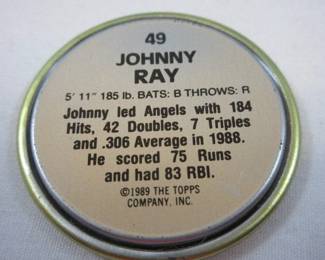 49
JOHNNY
RAY
5' 11" 185 lb. BATS: B THROWS: R
Johnny led Angels with 184
Hits, 42 Doubles, 7 Triples
and .306 Average in 1988.
He scored 75 Runs
and had 83 RBI.
©1989 THE TOPPS
COMPANY, INC.